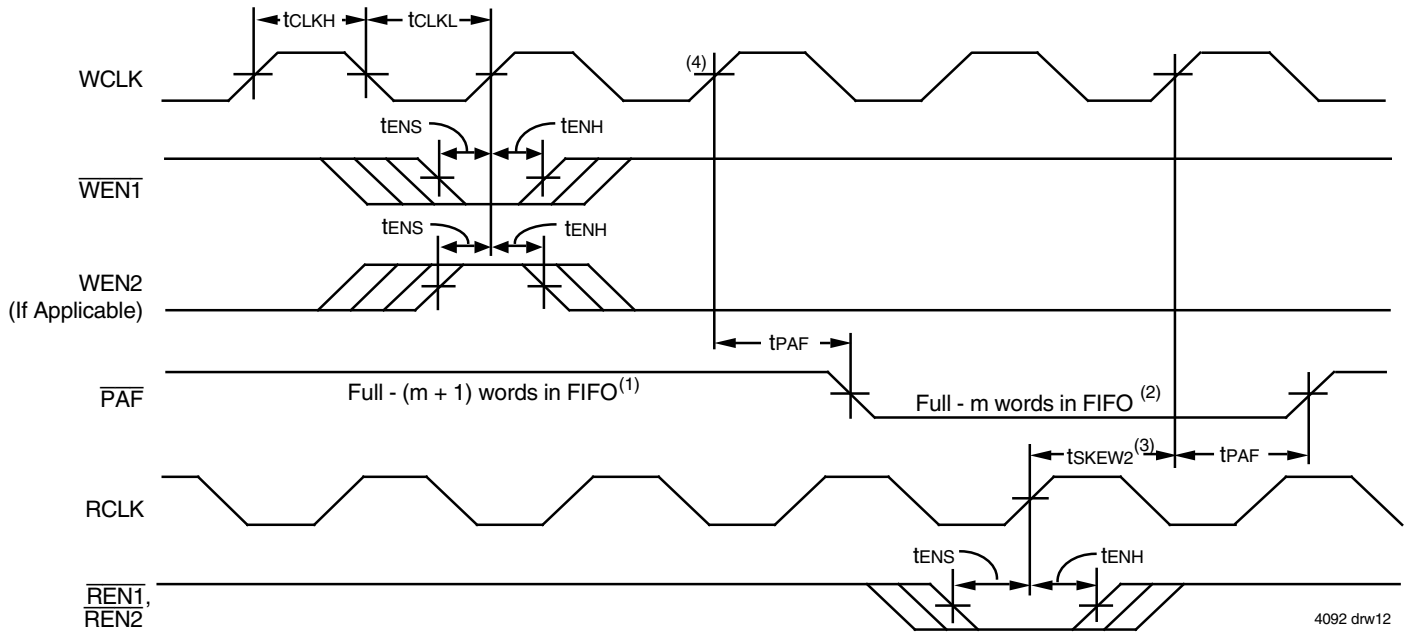 tCLKH tCLKL
WCLK (4)
tENS tENH
WEN1
tENS tENH
WEN2
(If Applicable)
tPAF
PAF Full - (m + 1) words in FIFO(1) Full - m words in FIFO (2)
tSKEW2(3) tPAF
RCLK
tENS tENH
REN1,
REN2
4092 drw12